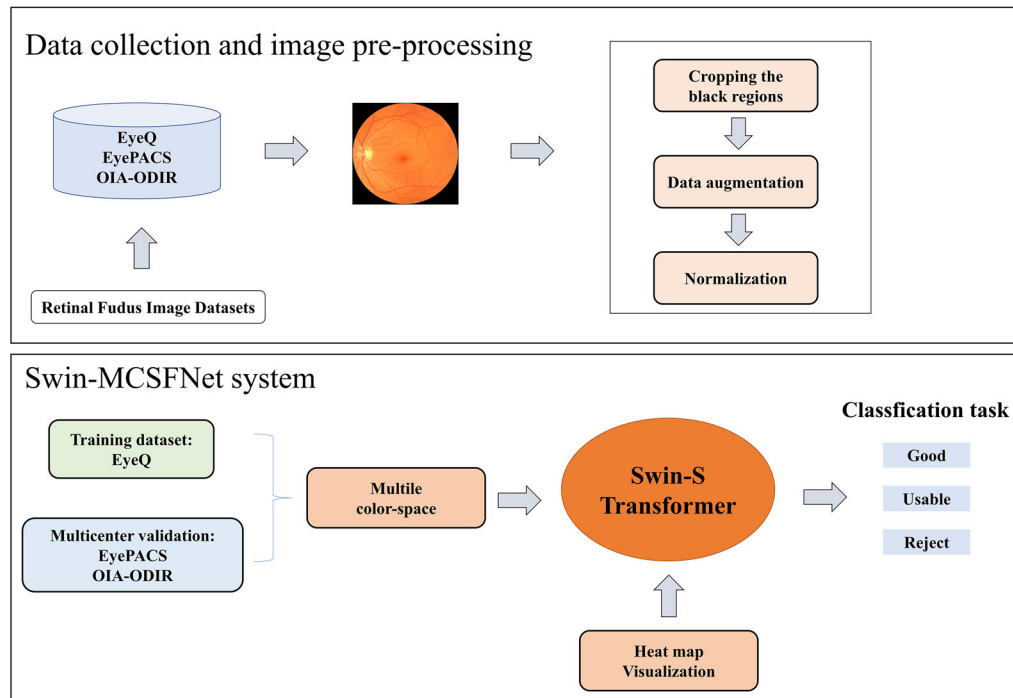 Data collection and image pre-processing
EyeQ
EyePACS
OIA-ODIR
Retinal Fudus Image Datasets
Cropping the
black regions
Data augmentation
Normalization
Swin-MCSFNet system
Training dataset:
EyeQ
Multicenter validation:
EyePACS
OIA-ODIR
Multile
color-space
Swin-S
Transformer
Heat map
Visualization
Classfication task
Good
Usable
Reject